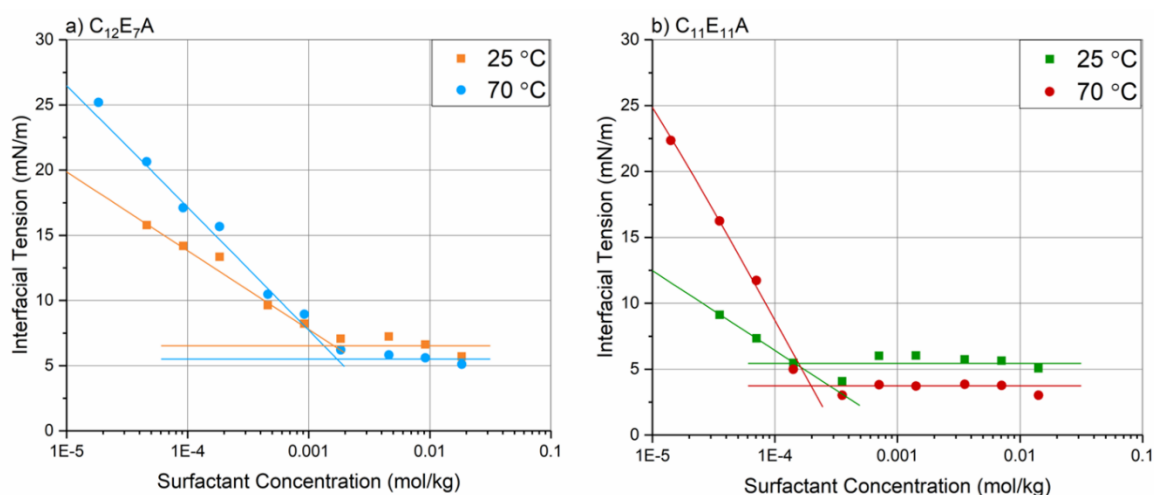 a) C₁₂E₇A
30
25
20
15
10
5
0
Interfacial Tension (mN/m)
25 °C
70 °C
1E-5
1E-4
0.001
0.01
0.1
Surfactant Concentration (mol/kg)
b) C₁₁E₁₁A
30
25
20
15
10
5
0
Interfacial Tension (mN/m)
25 °C
70 °C
1E-5
1E-4
0.001
0.01
0.1
Surfactant Concentration (mol/kg)